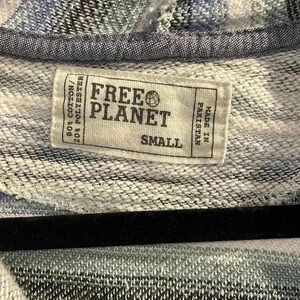 80% COTTON/
20% POLYESTER
FREE
PLANET
SMALL
MADE IN
PAKISTAN